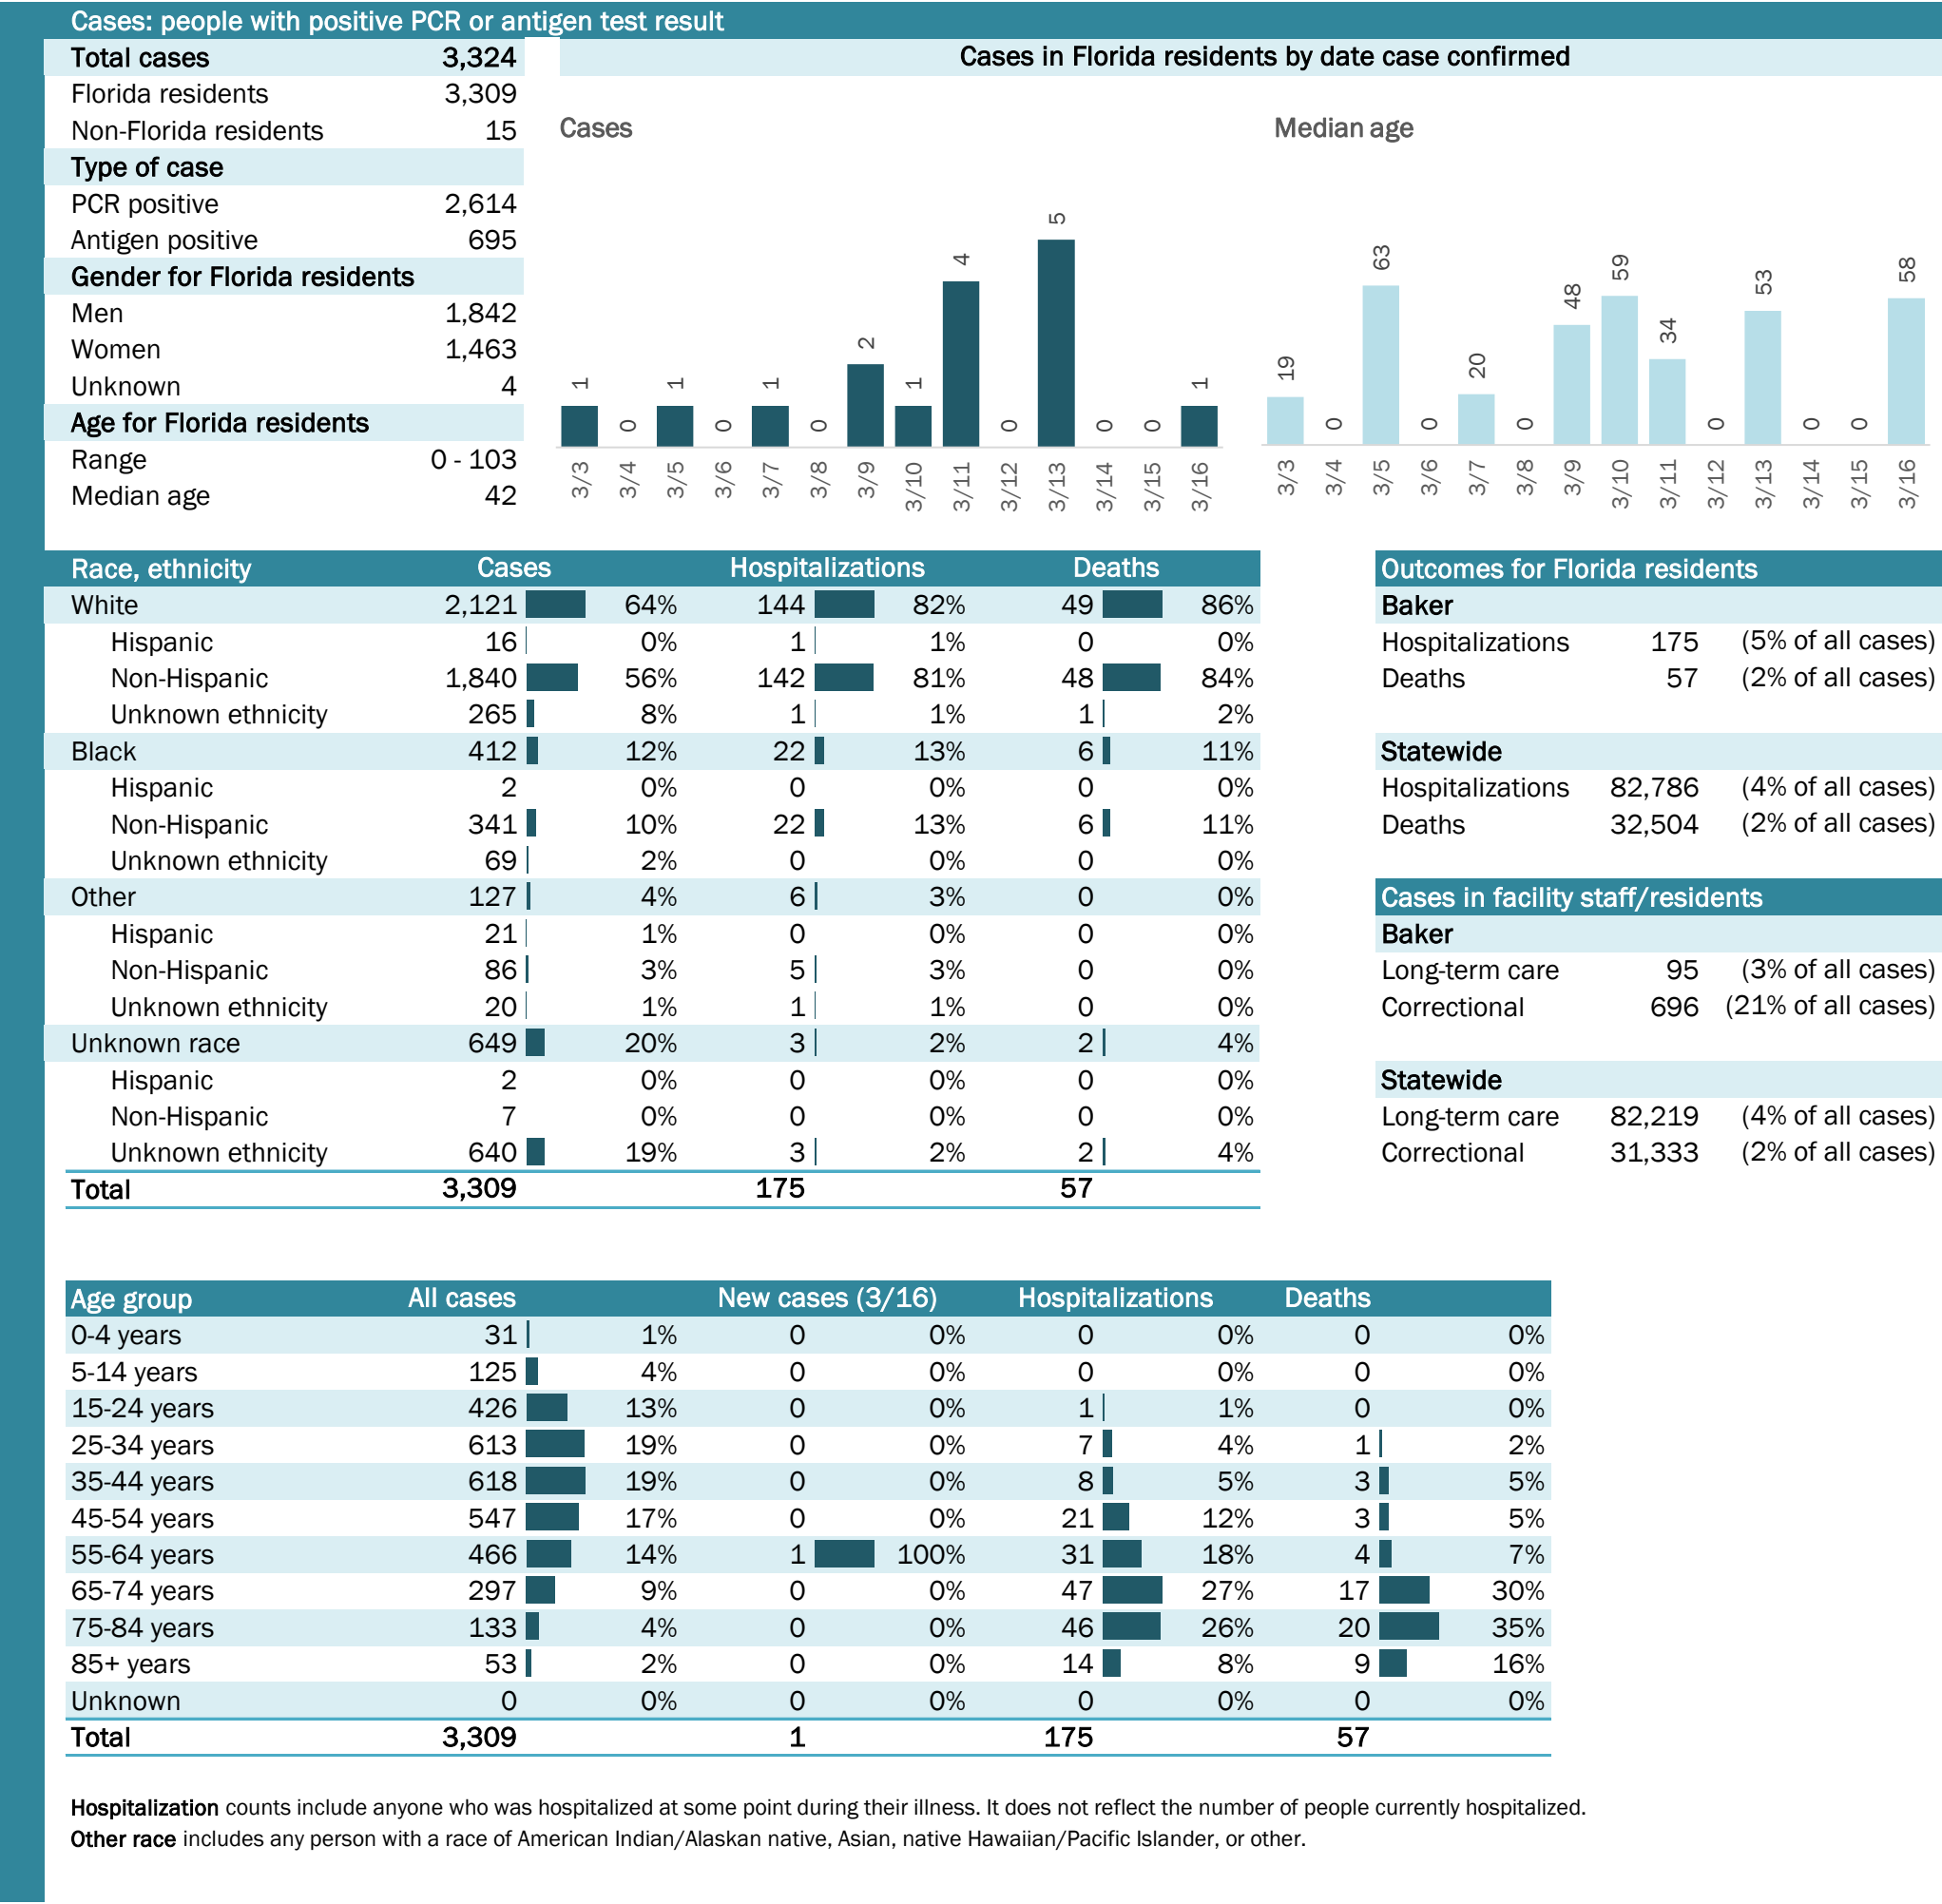 Cases: people with positive PCR or antigen test result
Total cases 3,324
Florida residents 3,309
Non-Florida residents 15
Type of case
PCR positive 2,614
Antigen positive 695
Gender for Florida residents
Men 1,842
Women 1,463
Unknown 4
Age for Florida residents
Range 0 - 103
Median age 42
Cases in Florida residents by date case confirmed
Cases
1 0 1 0 1 0 2 1 4 0 5 0 0 1
3/3 3/4 3/5 3/6 3/7 3/8 3/9 3/10 3/11 3/12 3/13 3/14 3/15 3/16
Median age
19 0 63 0 20 0 48 59 34 0 53 0 0 58
3/3 3/4 3/5 3/6 3/7 3/8 3/9 3/10 3/11 3/12 3/13 3/14 3/15 3/16
Race, ethnicity Cases Hospitalizations Deaths
White 2,121 64% 144 82% 49 86%
Hispanic 16 0% 1 1% 0 0%
Non-Hispanic 1,840 56% 142 81% 48 84%
Unknown ethnicity 265 8% 1 1% 1 2%
Black 412 12% 22 13% 6 11%
Hispanic 2 0% 0 0% 0 0%
Non-Hispanic 341 10% 22 13% 6 11%
Unknown ethnicity 69 2% 0 0% 0 0%
Other 127 4% 6 3% 0 0%
Hispanic 21 1% 0 0% 0 0%
Non-Hispanic 86 3% 5 3% 0 0%
Unknown ethnicity 20 1% 1 1% 0 0%
Unknown race 649 20% 3 2% 2 4%
Hispanic 2 0% 0 0% 0 0%
Non-Hispanic 7 0% 0 0% 0 0%
Unknown ethnicity 640 19% 3 2% 2 4%
Total 3,309 175 57
Outcomes for Florida residents
Baker
Hospitalizations 175 (5% of all cases)
Deaths 57 (2% of all cases)
Statewide
Hospitalizations 82,786 (4% of all cases)
Deaths 32,504 (2% of all cases)
Cases in facility staff/residents
Baker
Long-term care 95 (3% of all cases)
Correctional 696 (21% of all cases)
Statewide
Long-term care 82,219 (4% of all cases)
Correctional 31,333 (2% of all cases)
Age group All cases New cases (3/16) Hospitalizations Deaths
0-4 years 31 1% 0 0% 0 0% 0 0%
5-14 years 125 4% 0 0% 0 0% 0 0%
15-24 years 426 13% 0 0% 1 1% 0 0%
25-34 years 613 19% 0 0% 7 4% 1 2%
35-44 years 618 19% 0 0% 8 5% 3 5%
45-54 years 547 17% 0 0% 21 12% 3 5%
55-64 years 466 14% 1 100% 31 18% 4 7%
65-74 years 297 9% 0 0% 47 27% 17 30%
75-84 years 133 4% 0 0% 46 26% 20 35%
85+ years 53 2% 0 0% 14 8% 9 16%
Unknown 0 0% 0 0% 0 0% 0 0%
Total 3,309 1 175 57
Hospitalization counts include anyone who was hospitalized at some point during their illness. It does not reflect the number of people currently hospitalized.
Other race includes any person with a race of American Indian/Alaskan native, Asian, native Hawaiian/Pacific Islander, or other.